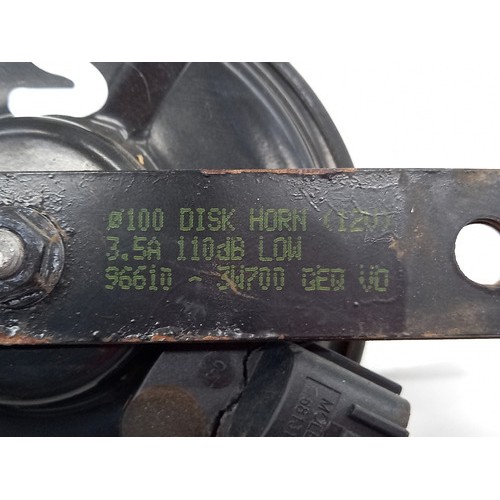 ø100 DISK HORN (12V)
3.5A 110dB LOW
96610 - 3W700 GEQ VO